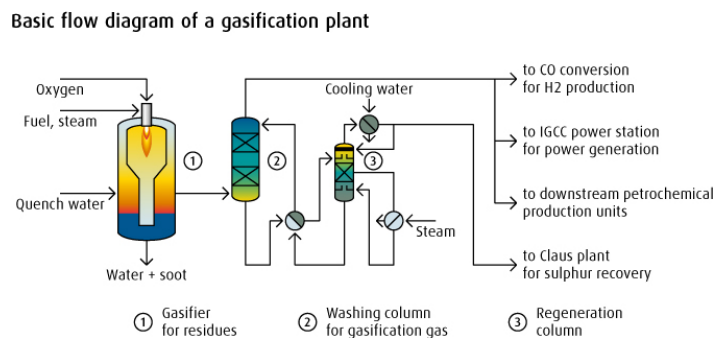 Basic flow diagram of a gasification plant
Oxygen
Fuel, steam
Quench water
Water + soot
1
2
Cooling water
3
Steam
to CO conversion
for H2 production
to IGCC power station
for power generation
to downstream petrochemical
production units
to Claus plant
for sulphur recovery
1 Gasifier
for residues
2 Washing column
for gasification gas
3 Regeneration
column